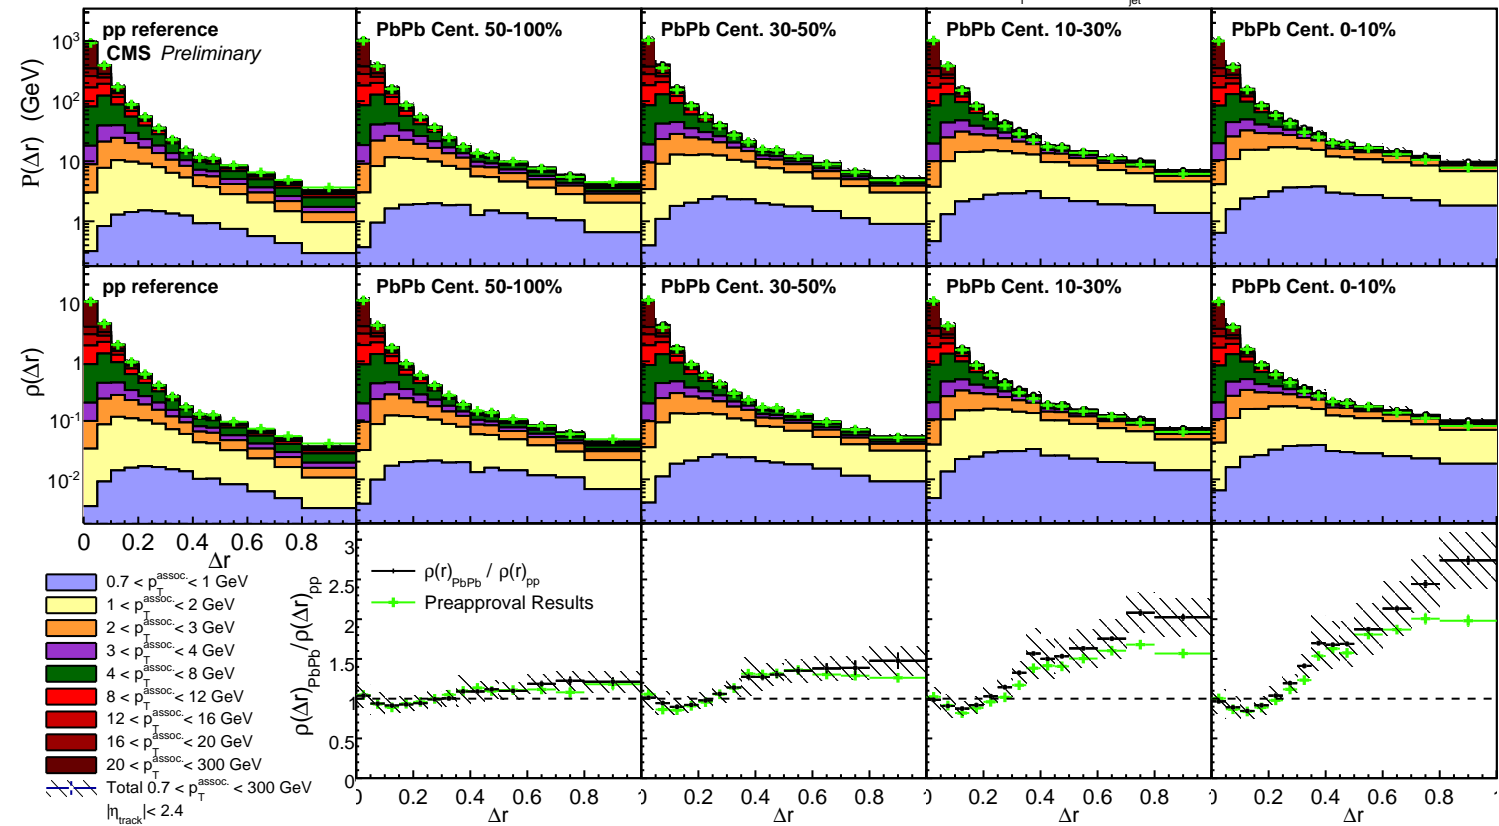 T jet
pp reference PbPb Cent. 50-100% PbPb Cent. 30-50% PbPb Cent. 10-30% PbPb Cent. 0-10%
CMS Preliminary
P(Δr) (GeV)
10³
10²
10
1
pp reference PbPb Cent. 50-100% PbPb Cent. 30-50% PbPb Cent. 10-30% PbPb Cent. 0-10%
ρ(Δr)
10
1
10⁻¹
10⁻²
0 0.2 0.4 0.6 0.8
Δr
0.7 < p_T^assoc. < 1 GeV
1 < p_T^assoc. < 2 GeV
2 < p_T^assoc. < 3 GeV
3 < p_T^assoc. < 4 GeV
4 < p_T^assoc. < 8 GeV
8 < p_T^assoc. < 12 GeV
12 < p_T^assoc. < 16 GeV
16 < p_T^assoc. < 20 GeV
20 < p_T^assoc. < 300 GeV
Total 0.7 < p_T^assoc. < 300 GeV
|η_track| < 2.4
ρ(Δr)_PbPb/ρ(Δr)_pp
3
2.5
2
1.5
1
0.5
0
ρ(r)_PbPb / ρ(r)_pp
Preapproval Results
0.2 0.4 0.6 0.8 0.2 0.4 0.6 0.8 0.2 0.4 0.6 0.8 0.2 0.4 0.6 0.8 1
Δr Δr Δr Δr